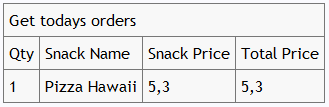 Get todays orders
Qty Snack Name Snack Price Total Price
1 Pizza Hawaii 5,3 5,3